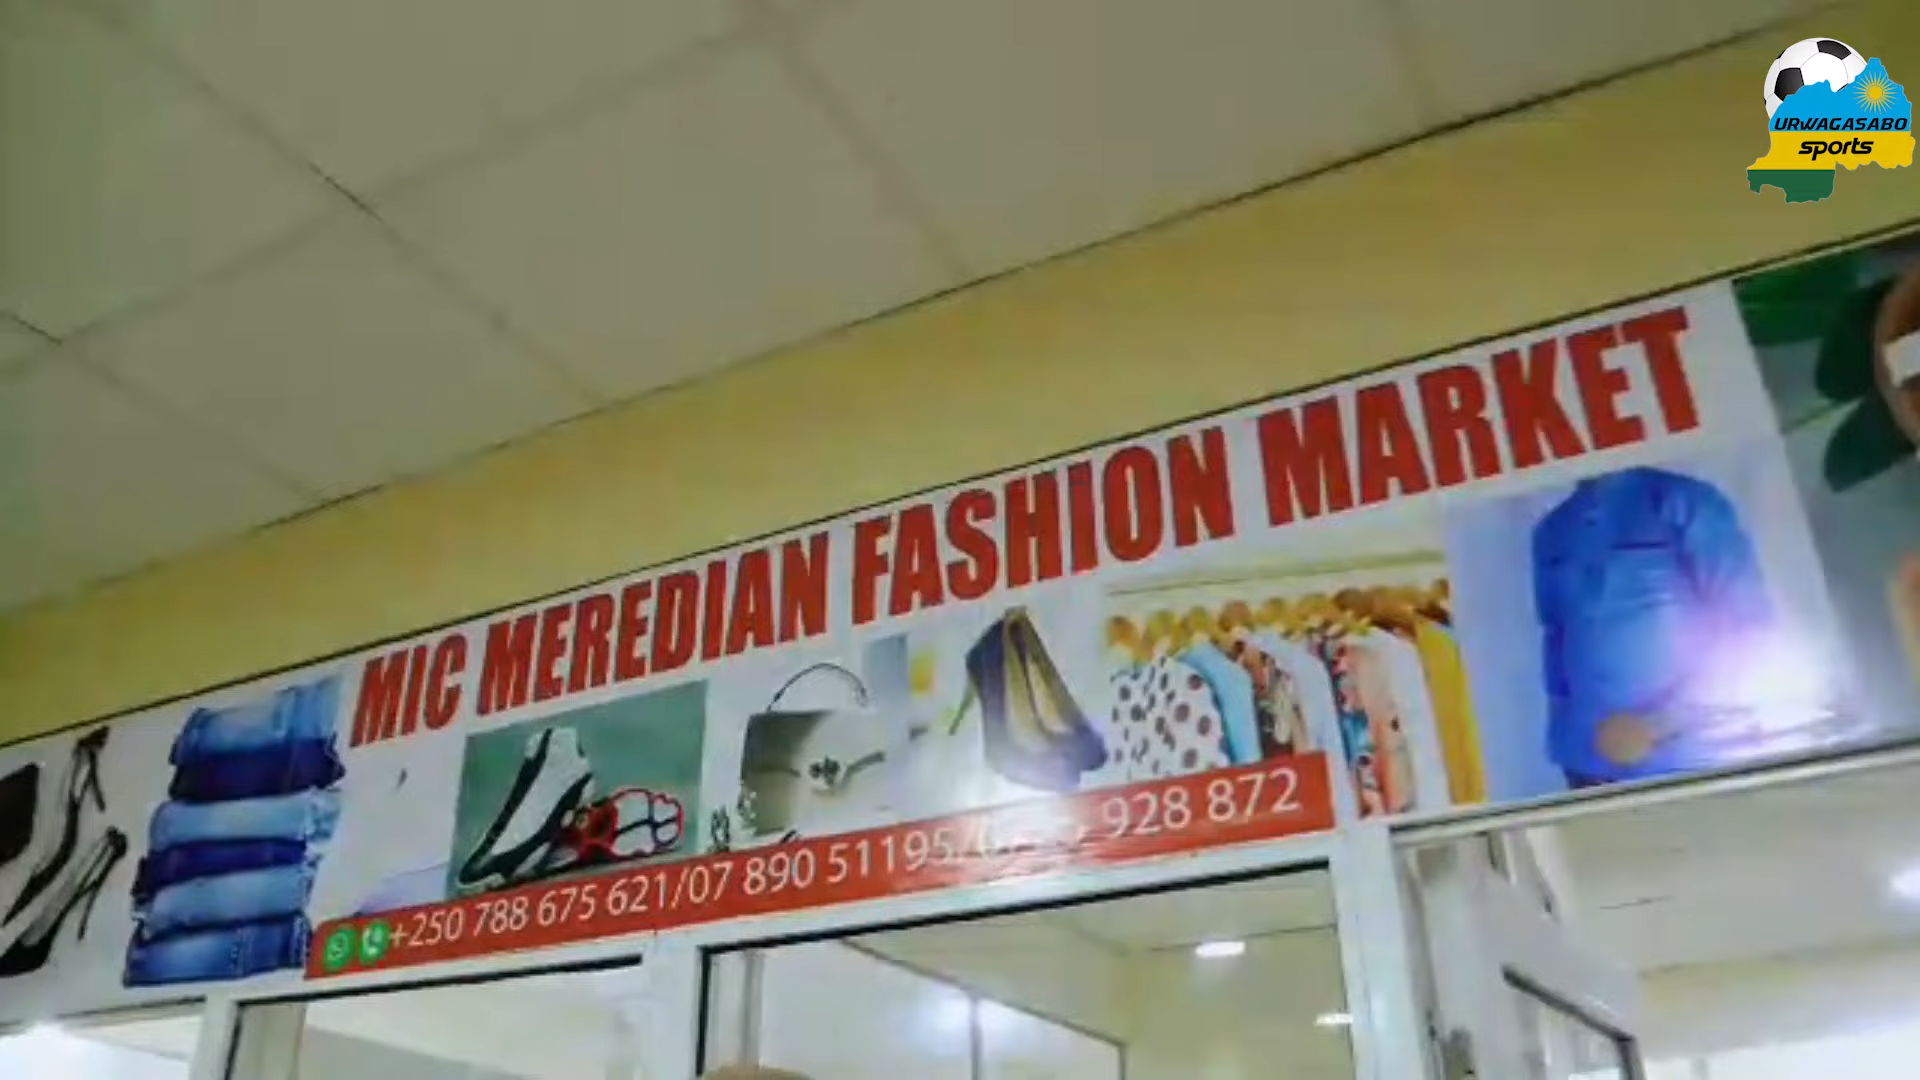 URWAGASABO
sports
MIC MEREDIAN FASHION MARKET
+250 788 675 621/07 890 51195/ 928 872